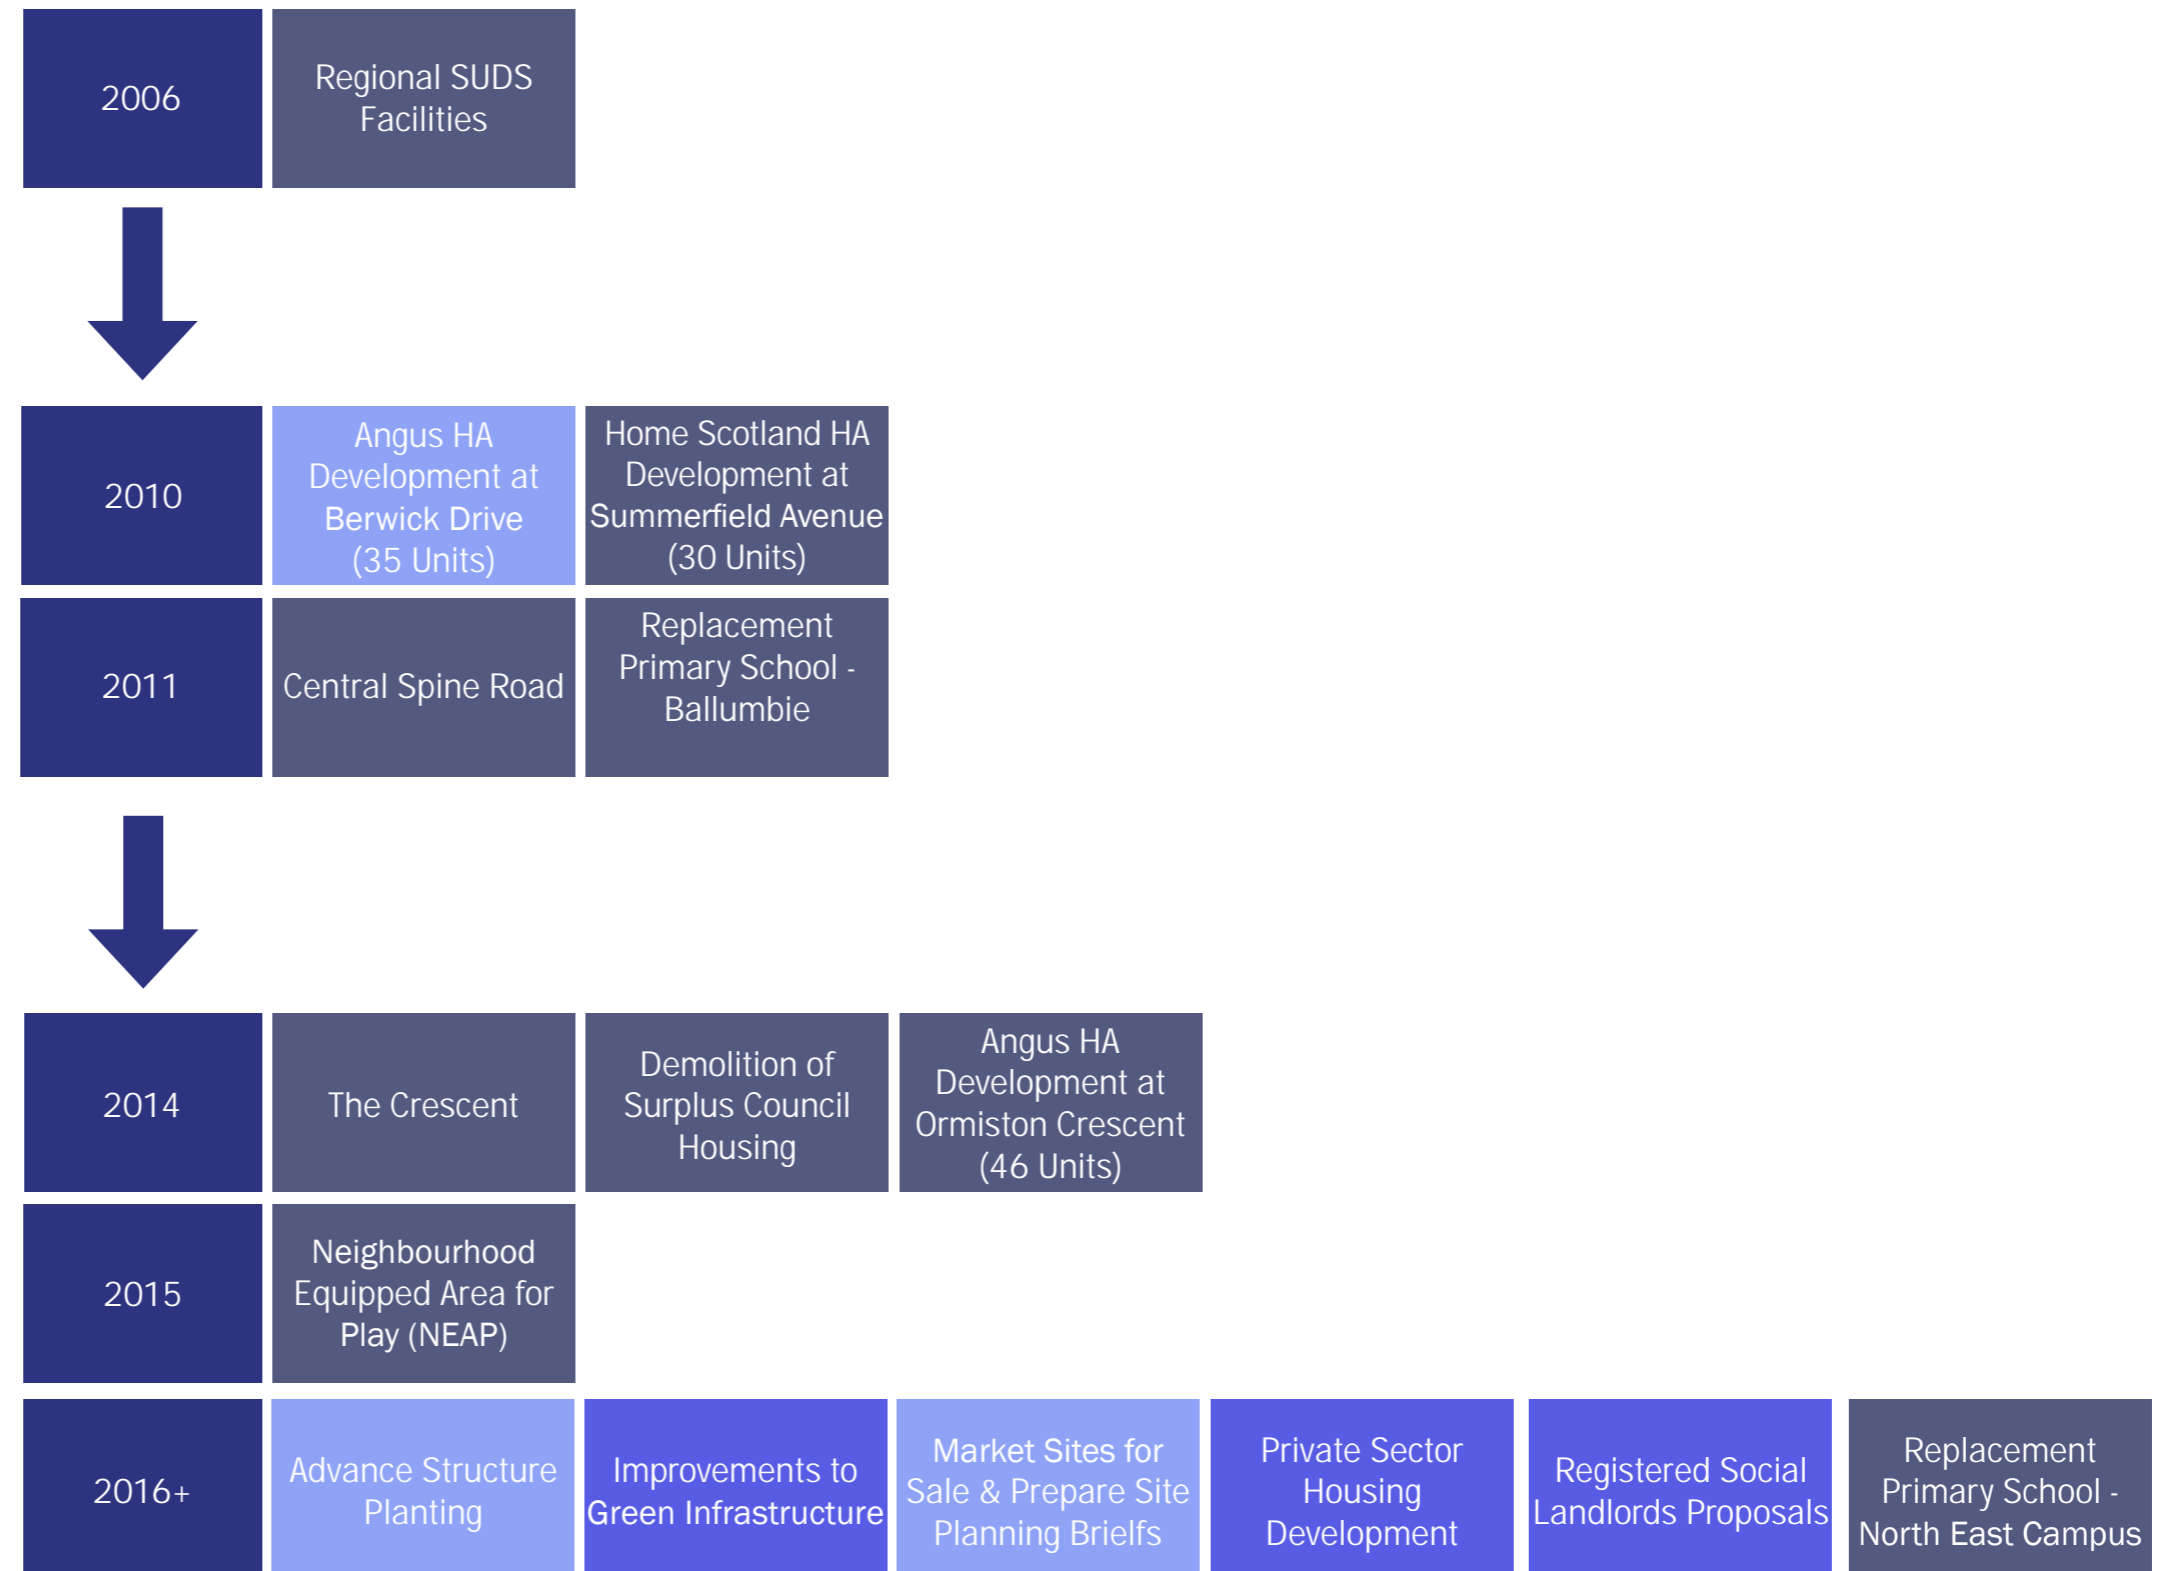 2006
Regional SUDS
Facilities
2010
Angus HA
Development at
Berwick Drive
(35 Units)
Home Scotland HA
Development at
Summerfield Avenue
(30 Units)
2011
Central Spine Road
Replacement
Primary School -
Ballumbie
2014
The Crescent
Demolition of
Surplus Council
Housing
Angus HA
Development at
Ormiston Crescent
(46 Units)
2015
Neighbourhood
Equipped Area for
Play (NEAP)
2016+
Advance Structure
Planting
Improvements to
Green Infrastructure
Market Sites for
Sale & Prepare Site
Planning Brielfs
Private Sector
Housing
Development
Registered Social
Landlords Proposals
Replacement
Primary School -
North East Campus